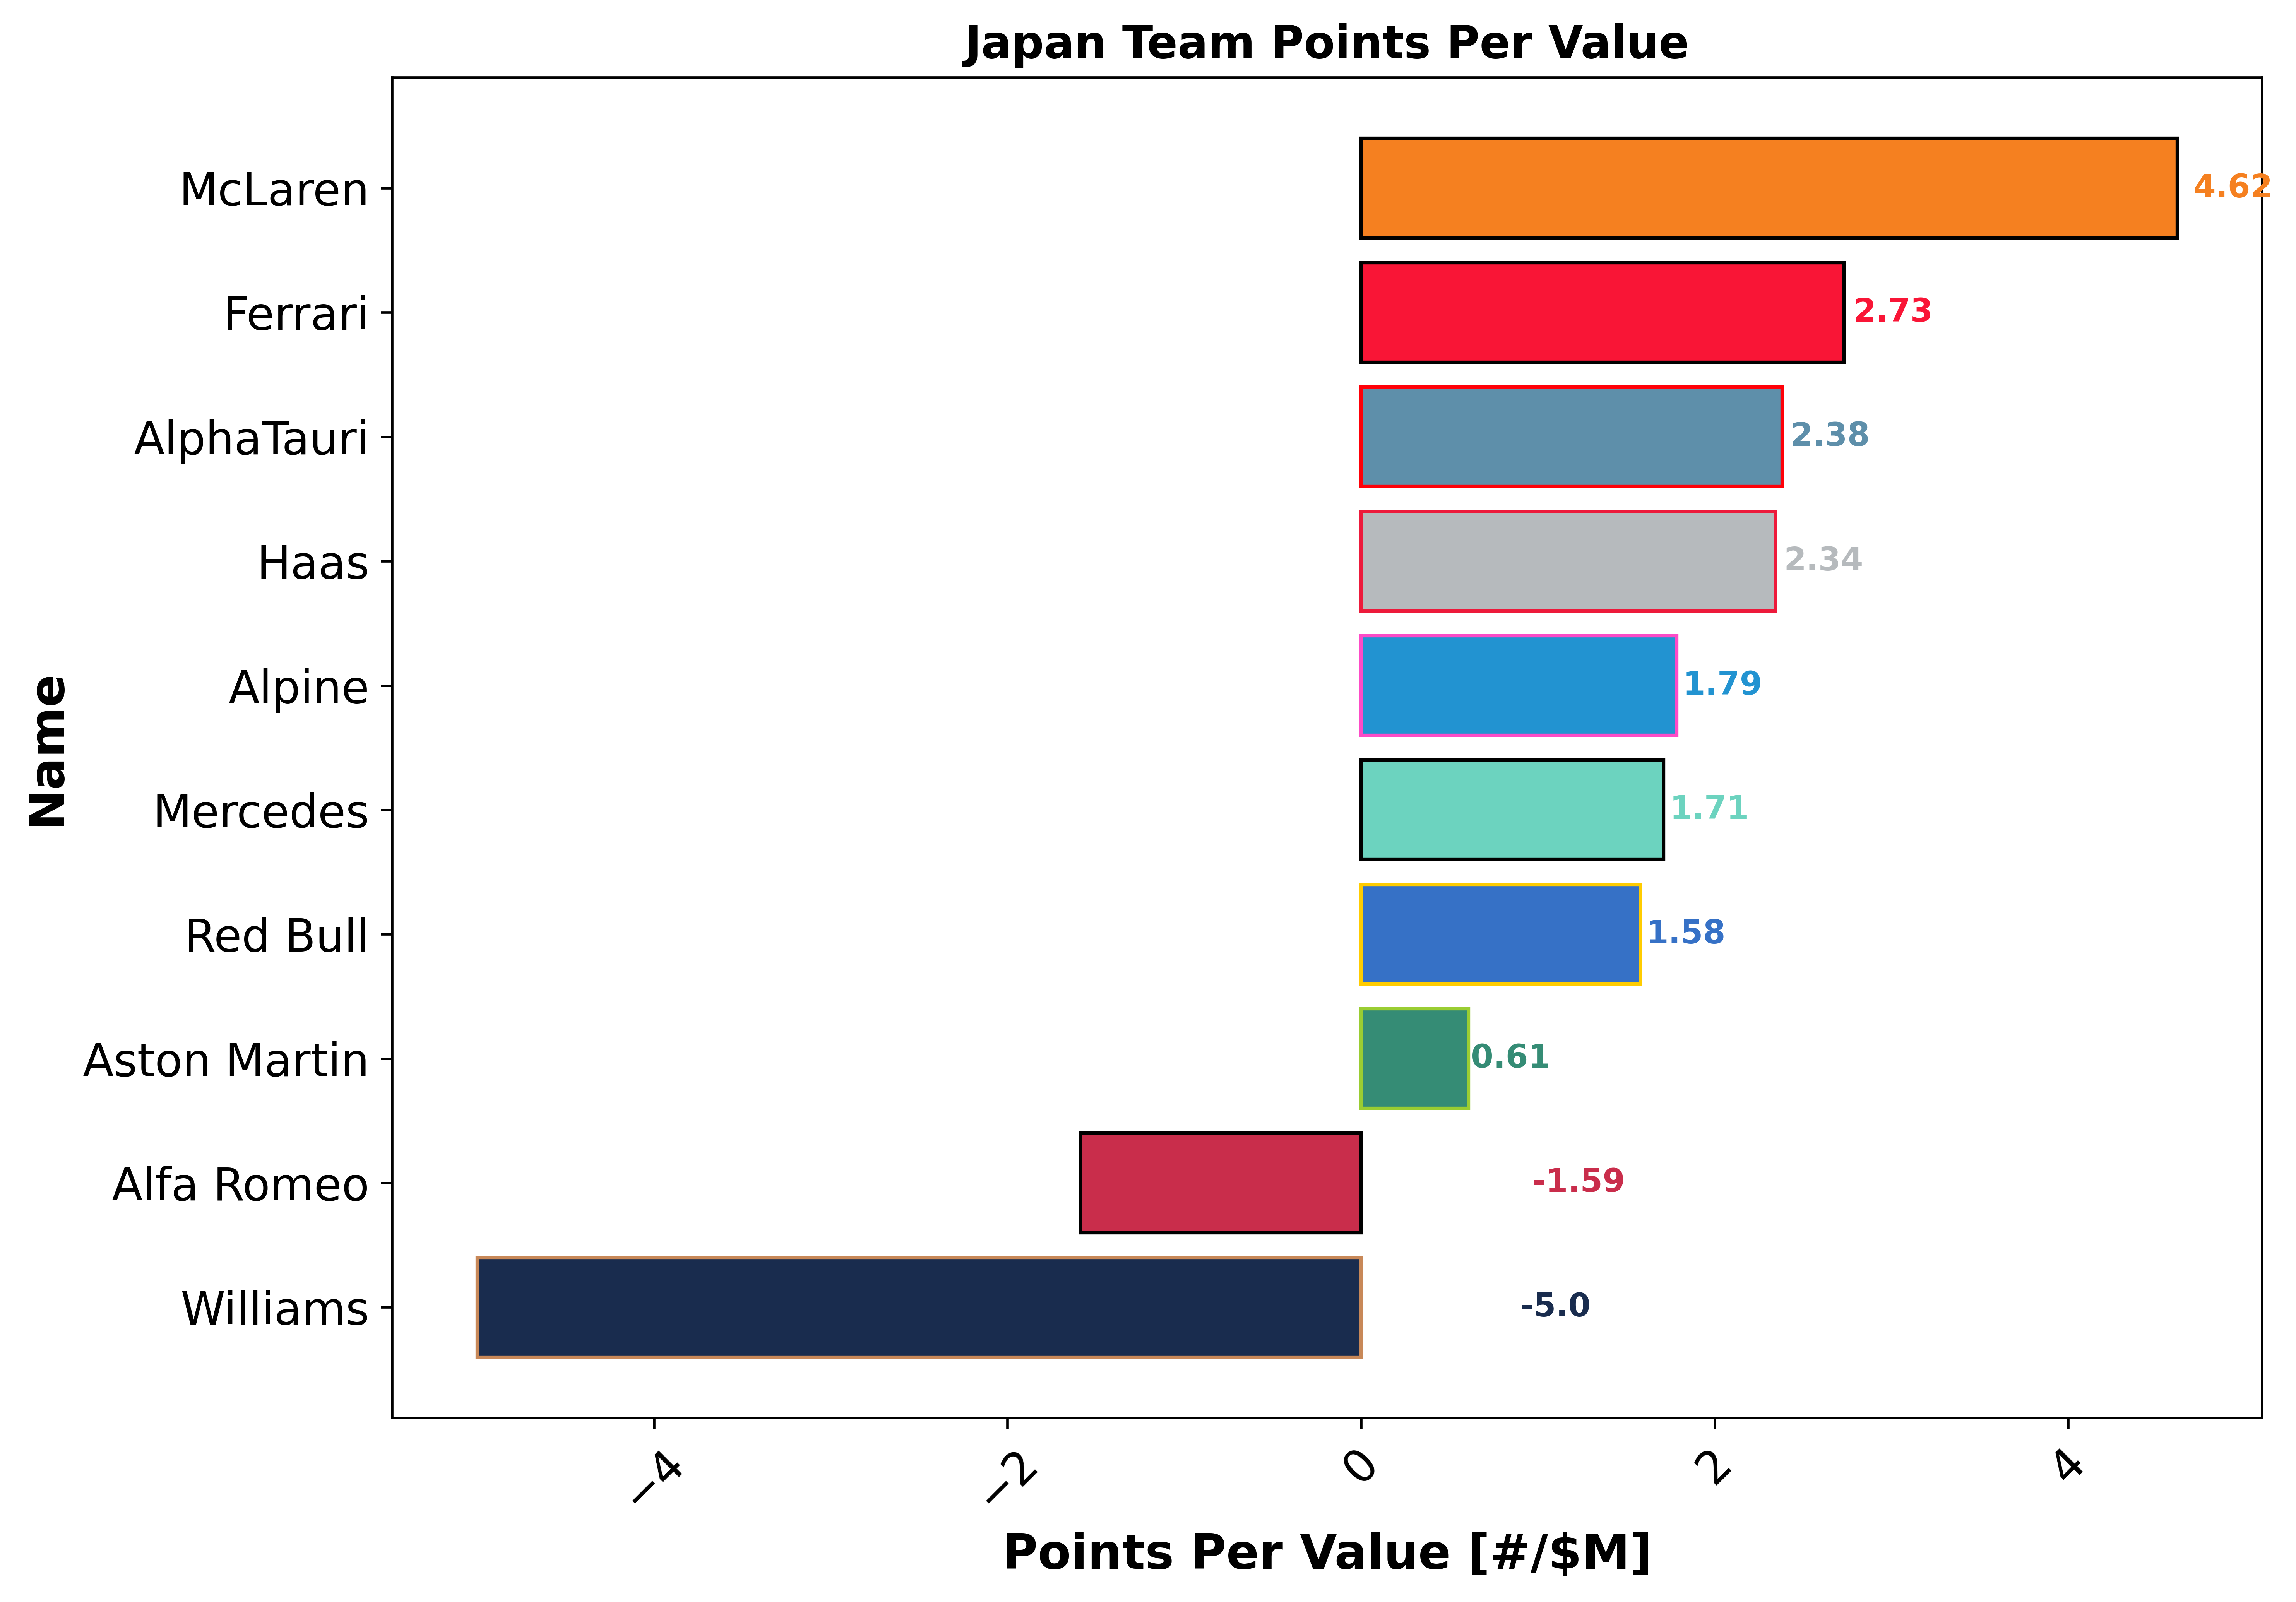 Japan Team Points Per Value
McLaren
4.62
Ferrari
2.73
AlphaTauri
2.38
Haas
2.34
Alpine
1.79
Mercedes
1.71
Red Bull
1.58
Aston Martin
0.61
Alfa Romeo
-1.59
Williams
-5.0
Name
−4
−2
0
2
4
Points Per Value [#/$M]